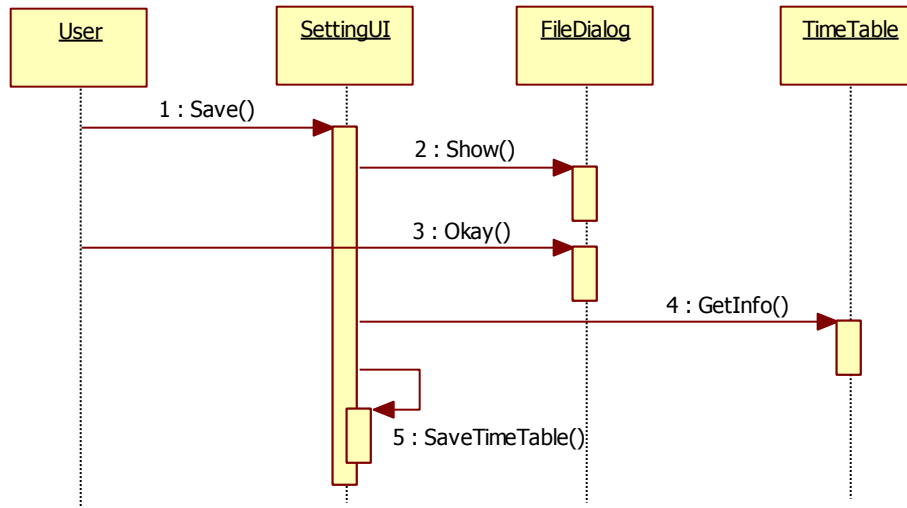 User
SettingUI
FileDialog
TimeTable
1 : Save()
2 : Show()
3 : Okay()
4 : GetInfo()
5 : SaveTimeTable()